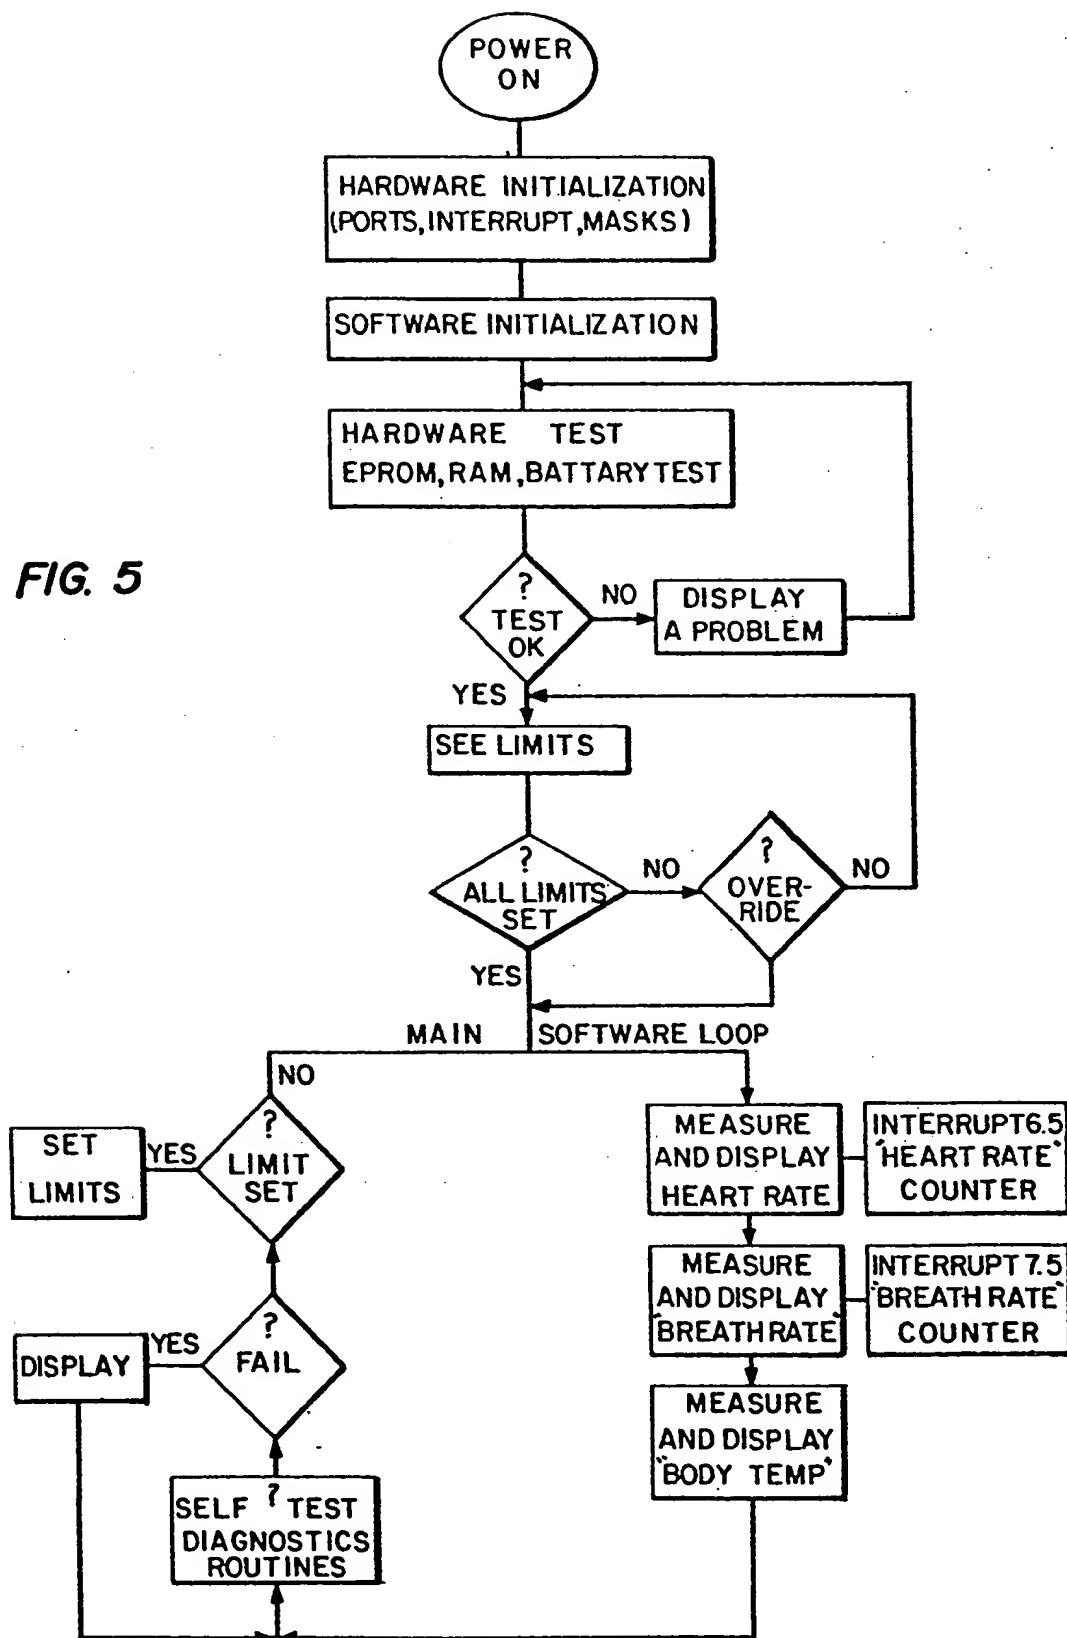 POWER
ON
HARDWARE INITIALIZATION
(PORTS,INTERRUPT,MASKS)
SOFTWARE INITIALIZATION
HARDWARE TEST
EPROM,RAM,BATTARY TEST
FIG. 5
?
TEST
OK
NO
DISPLAY
A PROBLEM
YES
SEE LIMITS
?
ALL LIMITS
SET
NO
?
OVER-
RIDE
NO
YES
MAIN SOFTWARE LOOP
NO
?
LIMIT
SET
YES
SET
LIMITS
MEASURE
AND DISPLAY
HEART RATE
INTERRUPT 6.5
"HEART RATE"
COUNTER
MEASURE
AND DISPLAY
"BREATH RATE"
INTERRUPT 7.5
"BREATH RATE"
COUNTER
?
FAIL
YES
DISPLAY
MEASURE
AND DISPLAY
"BODY TEMP"
SELF ? TEST
DIAGNOSTICS
ROUTINES